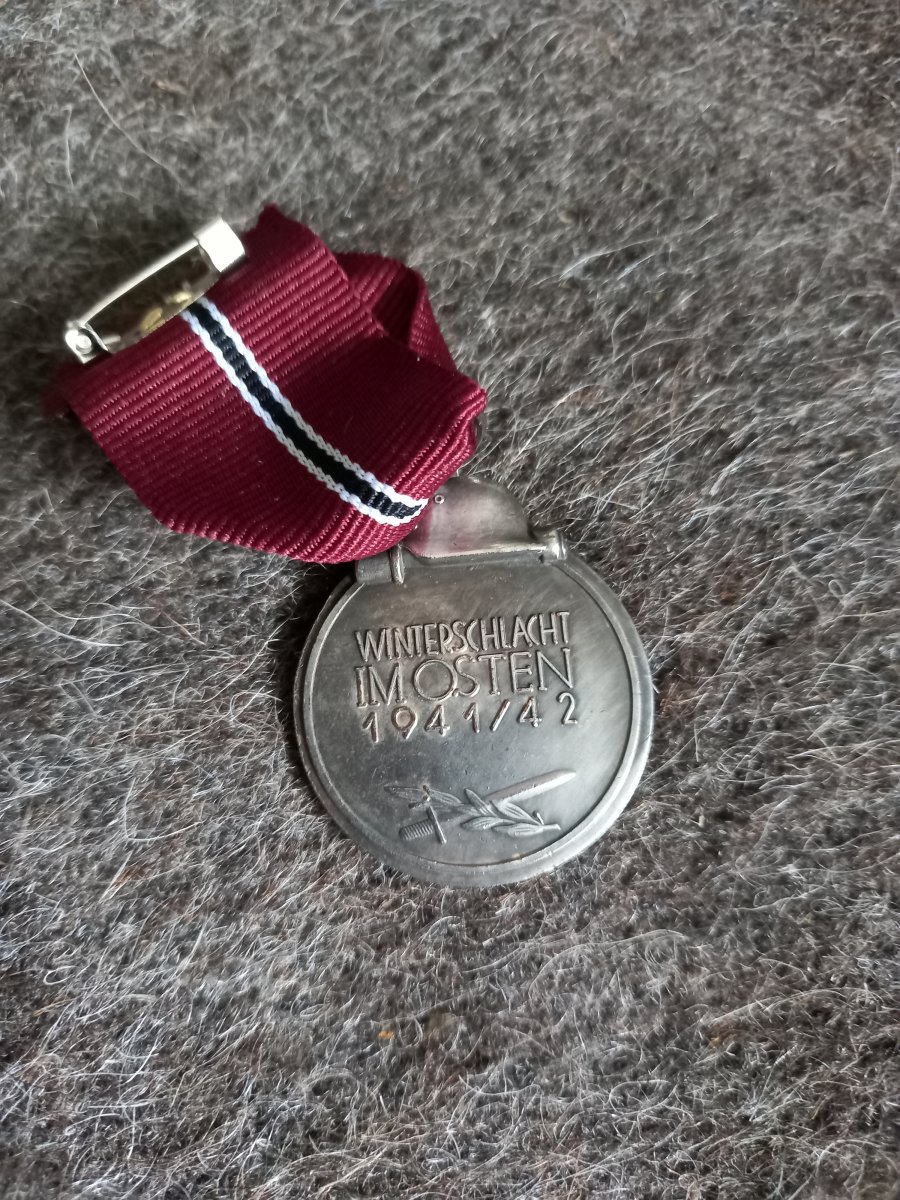 WINTERSCHLACHT
IM OSTEN
1941/42